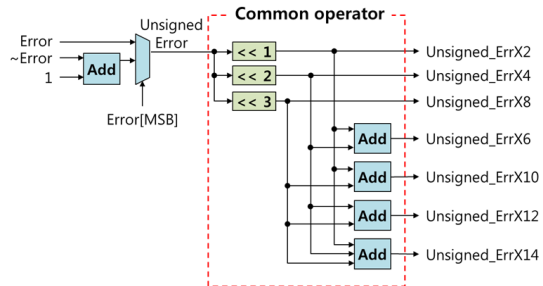 Common operator
Unsigned
Error
Error
~Error
1
Add
Error[MSB]
<< 1
<< 2
<< 3
Add
Add
Add
Add
Unsigned_ErrX2
Unsigned_ErrX4
Unsigned_ErrX8
Unsigned_ErrX6
Unsigned_ErrX10
Unsigned_ErrX12
Unsigned_ErrX14